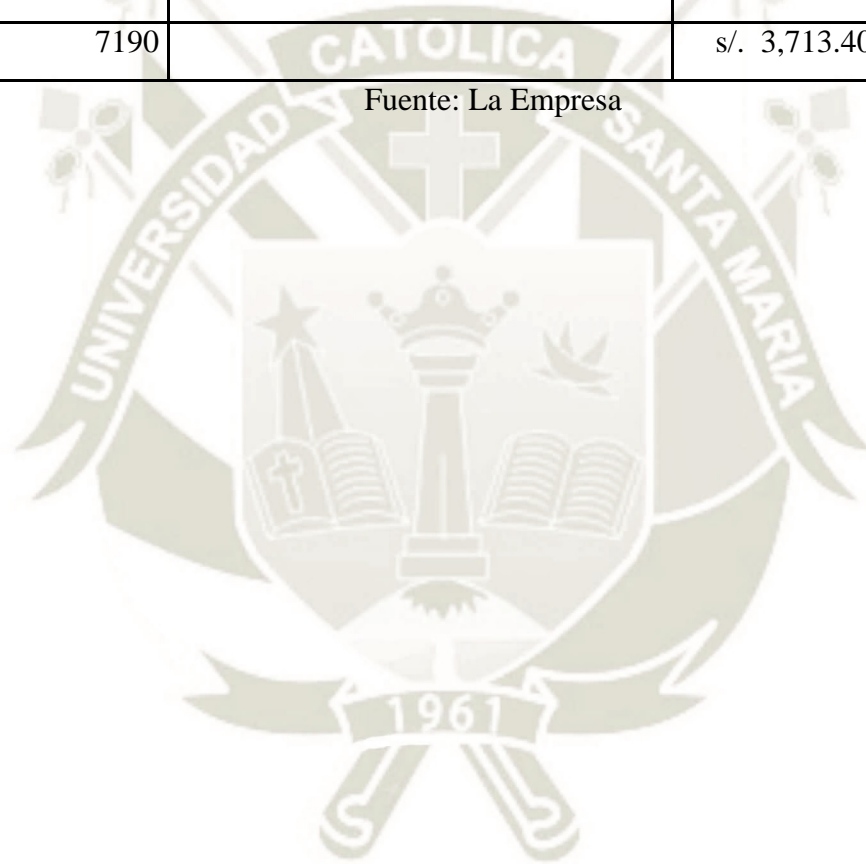 7190 s/. 3,713.40
Fuente: La Empresa
UNIVERSIDAD CATOLICA SANTA MARIA
1961